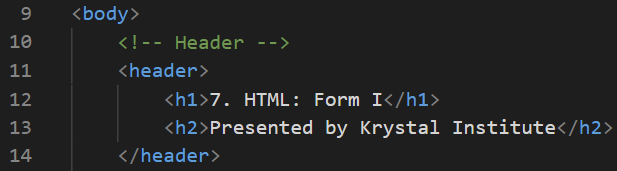 9 <body>
10 <!-- Header -->
11 <header>
12 <h1>7. HTML: Form I</h1>
13 <h2>Presented by Krystal Institute</h2>
14 </header>